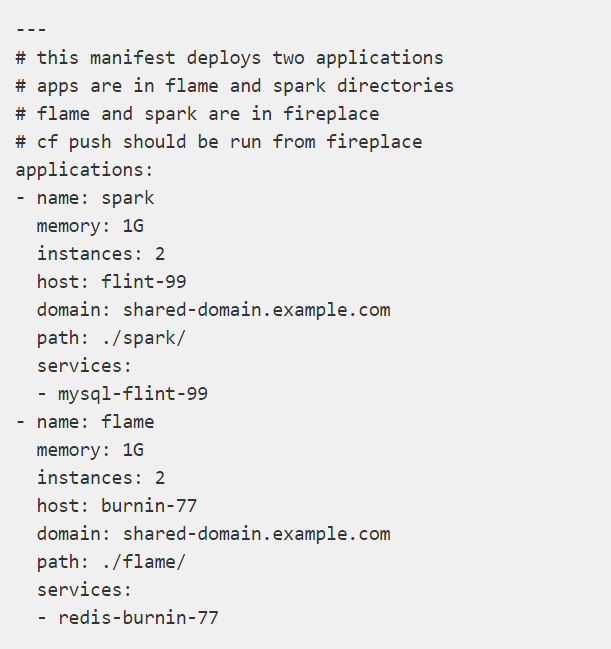 ---
# this manifest deploys two applications
# apps are in flame and spark directories
# flame and spark are in fireplace
# cf push should be run from fireplace
applications:
- name: spark
  memory: 1G
  instances: 2
  host: flint-99
  domain: shared-domain.example.com
  path: ./spark/
  services:
  - mysql-flint-99
- name: flame
  memory: 1G
  instances: 2
  host: burnin-77
  domain: shared-domain.example.com
  path: ./flame/
  services:
  - redis-burnin-77